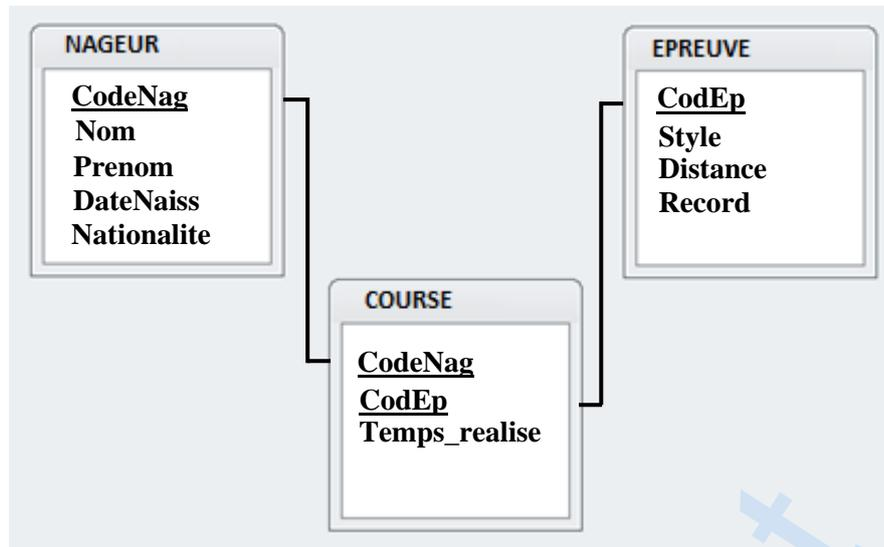 NAGEUR
CodeNag
Nom
Prenom
DateNaiss
Nationalite
EPREUVE
CodEp
Style
Distance
Record
COURSE
CodeNag
CodEp
Temps_realise